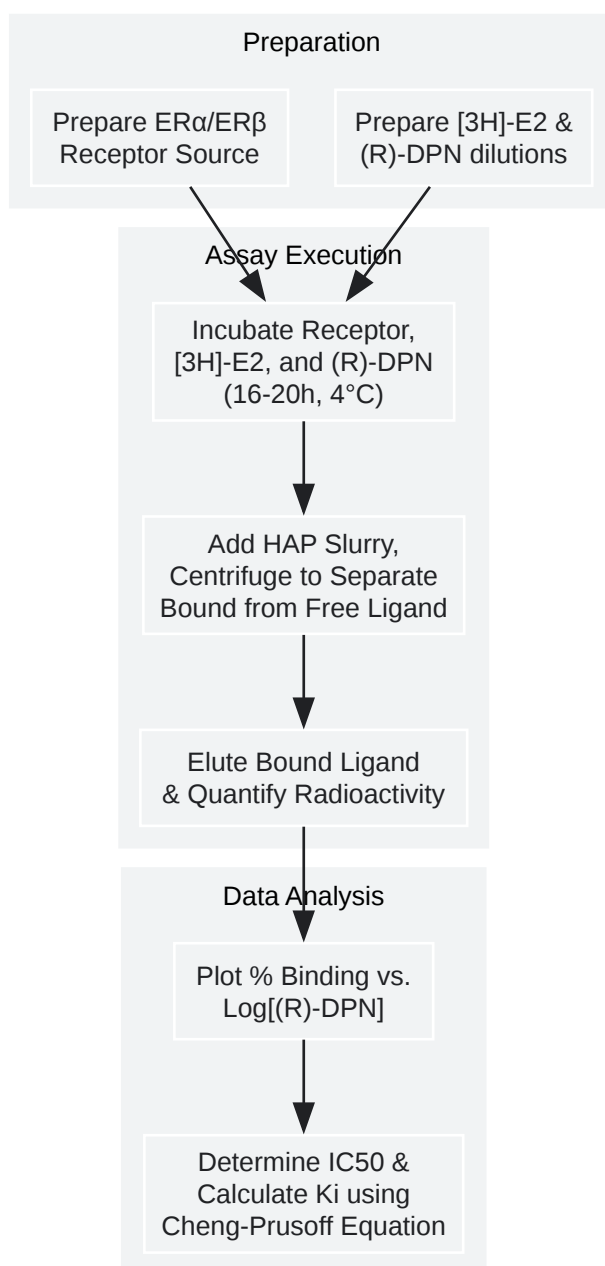 Preparation
Prepare ERα/ERβ
Receptor Source
Prepare [3H]-E2 &
(R)-DPN dilutions
Assay Execution
Incubate Receptor,
[3H]-E2, and (R)-DPN
(16-20h, 4°C)
Add HAP Slurry,
Centrifuge to Separate
Bound from Free Ligand
Elute Bound Ligand
& Quantify Radioactivity
Data Analysis
Plot % Binding vs.
Log[(R)-DPN]
Determine IC50 &
Calculate Ki using
Cheng-Prusoff Equation